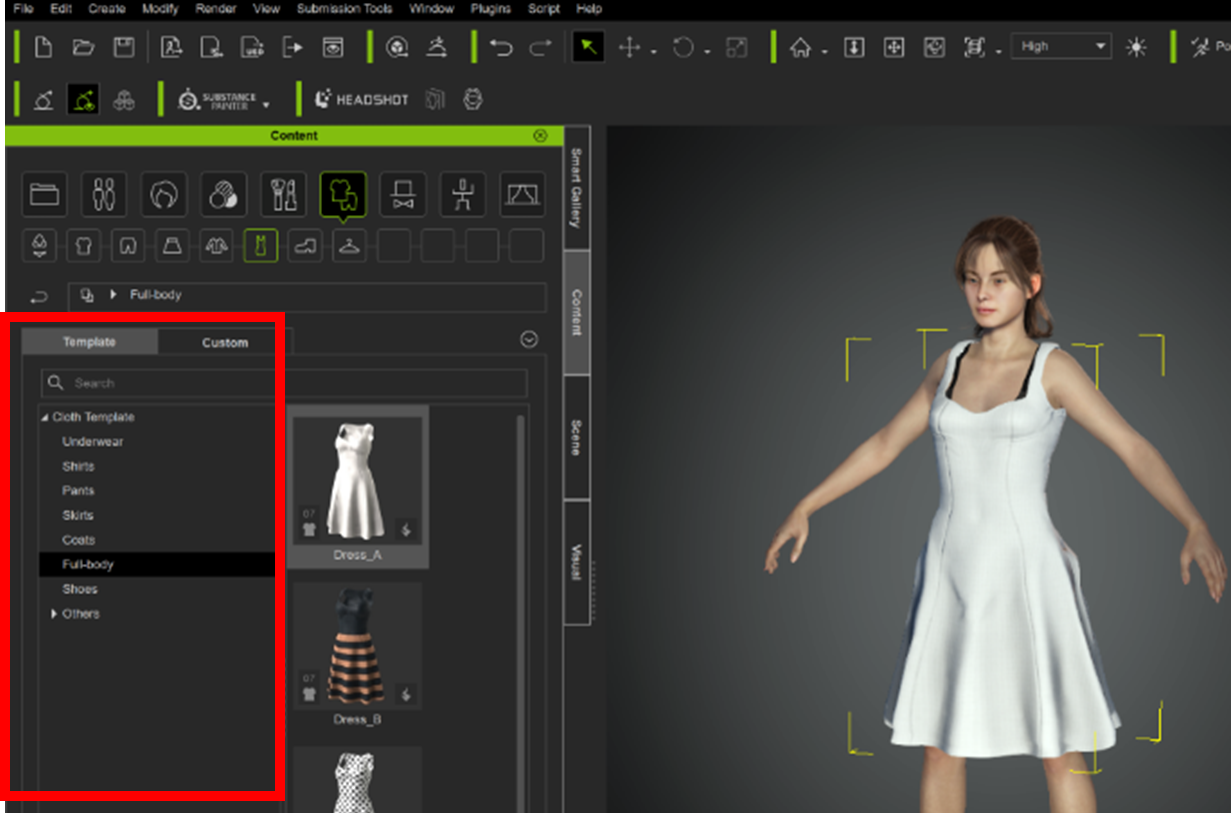 File Edit Create Modify Render View Submission Tools Window Plugins Script Help
High
SUBSTANCE
PAINTER
HEADSHOT
Content
Smart Gallery
Content
Scene
Visual
Full-body
Template Custom
Search
Cloth Template
Underwear
Shirts
Pants
Skirts
Coats
Full-body
Shoes
Others
07
Dress_A
07
Dress_B